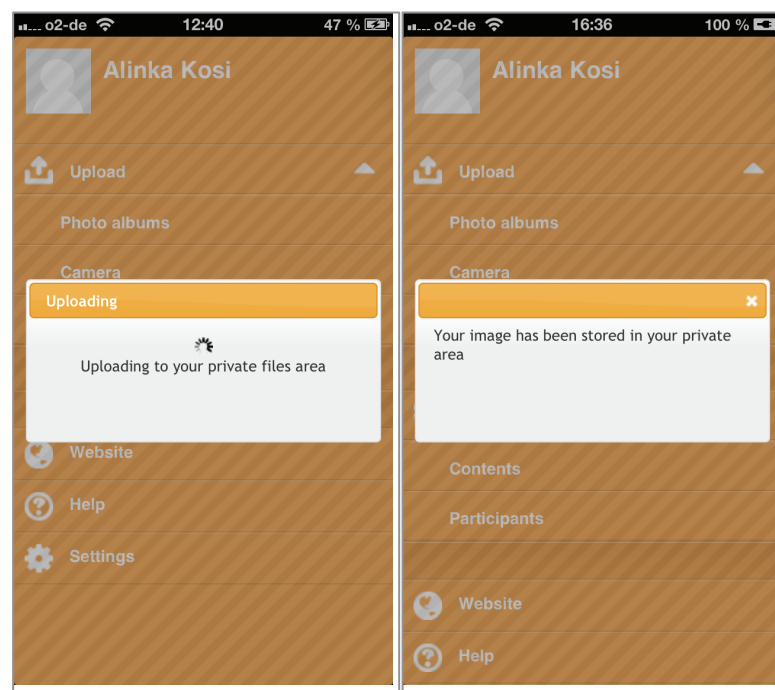 o2-de 12:40 47 %
Alinka Kosi
Upload
Photo albums
Camera
Uploading
Uploading to your private files area
Website
Help
Settings
o2-de 16:36 100 %
Alinka Kosi
Upload
Photo albums
Camera
Your image has been stored in your private
area
Contents
Participants
Website
Help